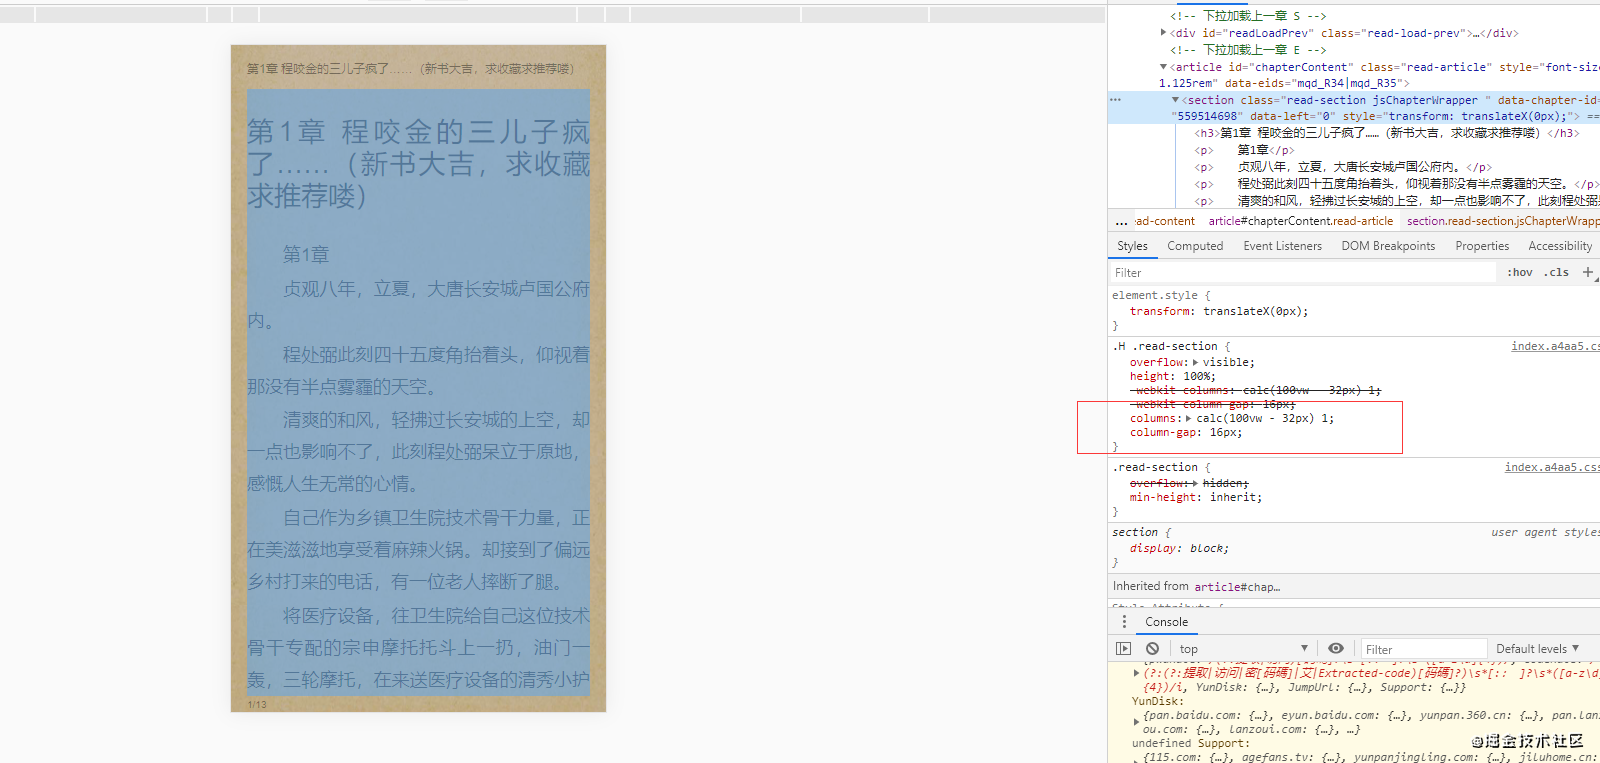 第1章 程咬金的三儿子疯了……（新书大吉，求收藏求推荐喽）
第1章 程咬金的三儿子疯
了……（新书大吉，求收藏
求推荐喽）
第1章
贞观八年，立夏，大唐长安城卢国公府
内。
程处弼此刻四十五度角抬着头，仰视着
那没有半点雾霾的天空。
清爽的和风，轻拂过长安城的上空，却
一点也影响不了，此刻程处弼呆立于原地，
感慨人生无常的心情。
自己作为乡镇卫生院技术骨干力量，正
在美滋滋地享受着麻辣火锅。却接到了偏远
乡村打来的电话，有一位老人摔断了腿。
将医疗设备，往卫生院给自己这位技术
骨干专配的宗申摩托托斗上一扔，油门一
轰，三轮摩托，在来送医疗设备的清秀小护
1/13
<!-- 下拉加载上一章 S -->
<div id="readLoadPrev" class="read-load-prev">…</div>
<!-- 下拉加载上一章 E -->
<article id="chapterContent" class="read-article" style="font-size
1.125rem" data-eids="mqd_R34|mqd_R35">
<section class="read-section jsChapterWrapper " data-chapter-id=
"559514698" data-left="0" style="transform: translateX(0px);"> ==
<h3>第1章 程咬金的三儿子疯了……（新书大吉，求收藏求推荐喽）</h3>
<p> 第1章</p>
<p> 贞观八年，立夏，大唐长安城卢国公府内。</p>
<p> 程处弼此刻四十五度角抬着头，仰视着那没有半点雾霾的天空。</p>
<p> 清爽的和风，轻拂过长安城的上空，却一点也影响不了，此刻程处弼
... ead-content article#chapterContent.read-article section.read-section.jsChapterWrapp
Styles Computed Event Listeners DOM Breakpoints Properties Accessibility
Filter :hov .cls +
element.style {
transform: translateX(0px);
}
.H .read-section { index.a4aa5.cs
overflow: visible;
height: 100%;
-webkit-columns: calc(100vw - 32px) 1;
-webkit-column-gap: 16px;
columns: calc(100vw - 32px) 1;
column-gap: 16px;
}
.read-section { index.a4aa5.cs
overflow: hidden;
min-height: inherit;
}
section { user agent styles
display: block;
}
Inherited from article#chap…
Style Attribute {
Console
top Filter Default levels
(?:(?:提取|访问|密[码碼]|艾|Extracted-code)[码碼]?)\s*[:： ]?\s*([a-z\d]
{4})/i, YunDisk: {…}, JumpUrl: {…}, Support: {…}}
YunDisk:
{pan.baidu.com: {…}, eyun.baidu.com: {…}, yunpan.360.cn: {…}, pan.lan
ou.com: {…}, lanzoui.com: {…}, …}
undefined Support:
{115.com: {…}, agefans.tv: {…}, yunpanjingling.com: {…}, jiluhome.cn:
@掘金技术社区